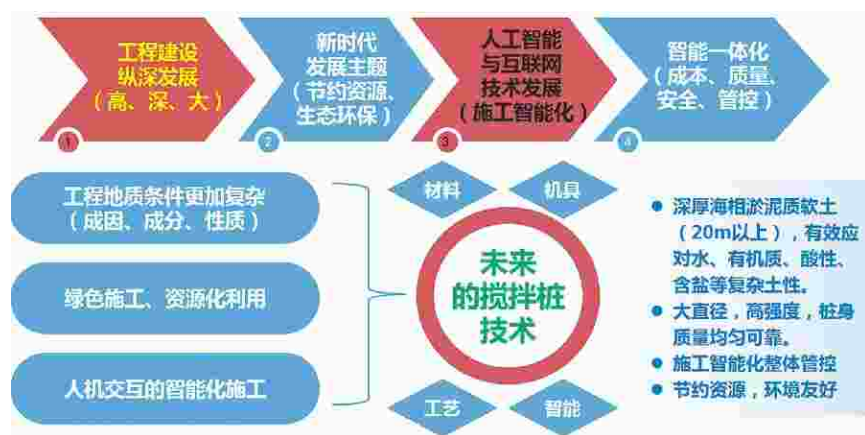 工程建设
纵深发展
（高、深、大）
1
新时代
发展主题
（节约资源、
生态环保）
2
人工智能
与互联网
技术发展
（施工智能化）
3
智能一体化
（成本、质量、
安全、管控）
4
工程地质条件更加复杂
（成因、成分、性质）
绿色施工、资源化利用
人机交互的智能化施工
材料
机具
未来
的搅拌桩
技术
工艺
智能
● 深厚海相淤泥质软土
（20m以上），有效应
对水、有机质、酸性、
含盐等复杂土性。
● 大直径，高强度，桩身
质量均匀可靠。
● 施工智能化整体管控
● 节约资源，环境友好